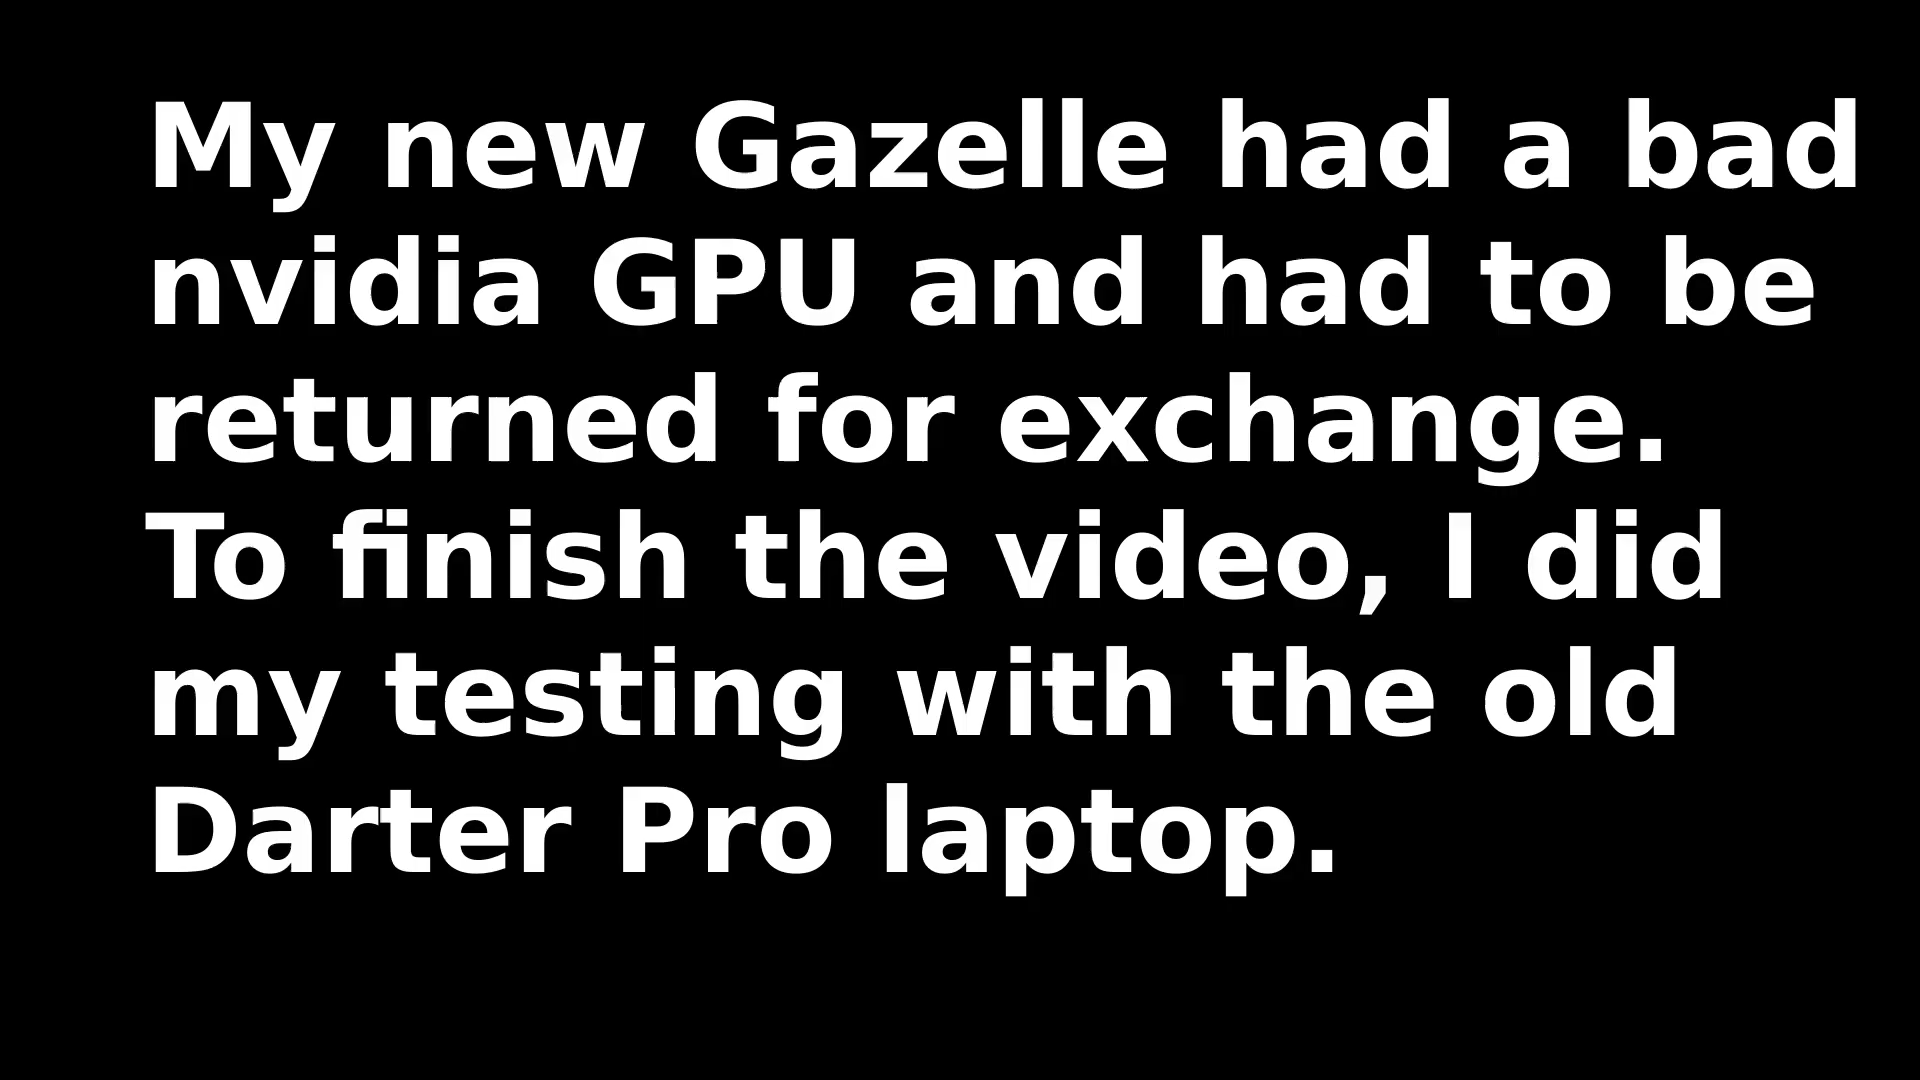 My new Gazelle had a bad
nvidia GPU and had to be
returned for exchange.
To finish the video, I did
my testing with the old
Darter Pro laptop.